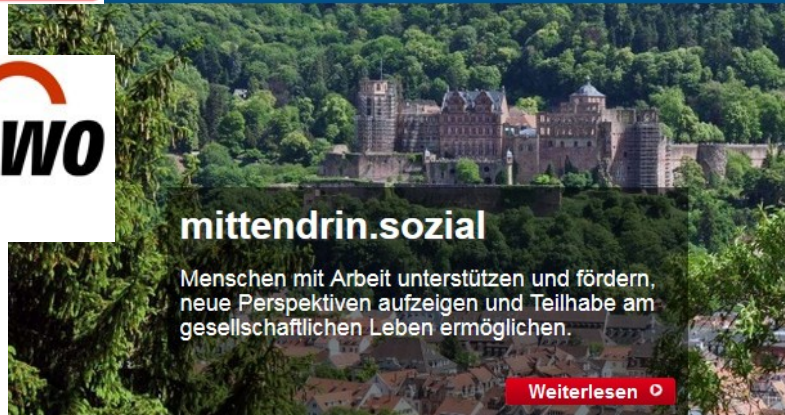 WO
mittendrin.sozial
Menschen mit Arbeit unterstützen und fördern,
neue Perspektiven aufzeigen und Teilhabe am
gesellschaftlichen Leben ermöglichen.
Weiterlesen